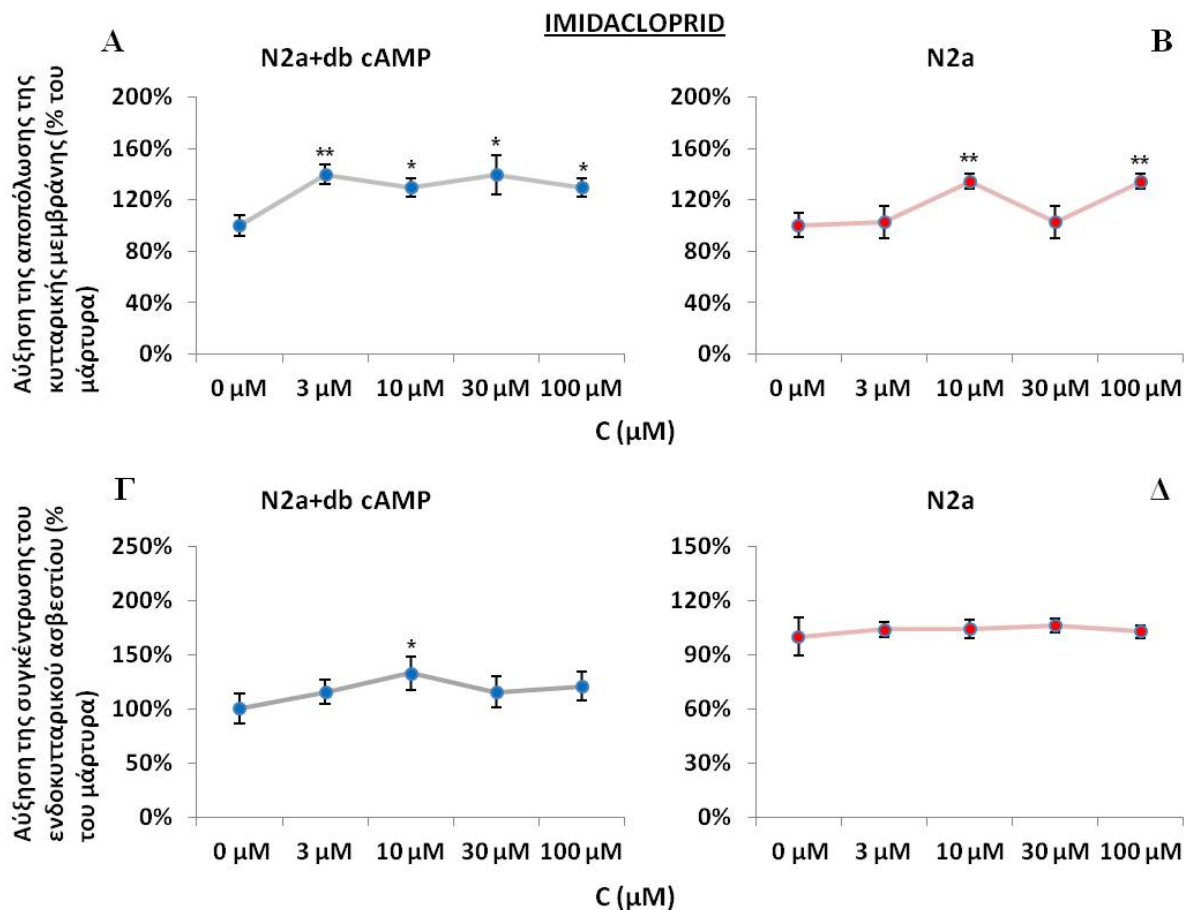 IMIDACLOPRID
Α
N2a+db cAMP
Αύξηση της αποπόλωσης της
κυτταρικής μεμβράνης (% του
μάρτυρα)
200%
160%
120%
80%
40%
0%
**
*
*
*
0 μM 3 μM 10 μM 30 μM 100 μM
Β
N2a
200%
160%
120%
80%
40%
0%
**
**
0 μM 3 μM 10 μM 30 μM 100 μM
C (μM)
Γ
N2a+db cAMP
Αύξηση της συγκέντρωσης του
ενδοκυτταρικού ασβεστίου (%
του μάρτυρα)
250%
200%
150%
100%
50%
0%
*
0 μM 3 μM 10 μM 30 μM 100 μM
Δ
N2a
150%
120%
90%
60%
30%
0%
0 μM 3 μM 10 μM 30 μM 100 μM
C (μM)